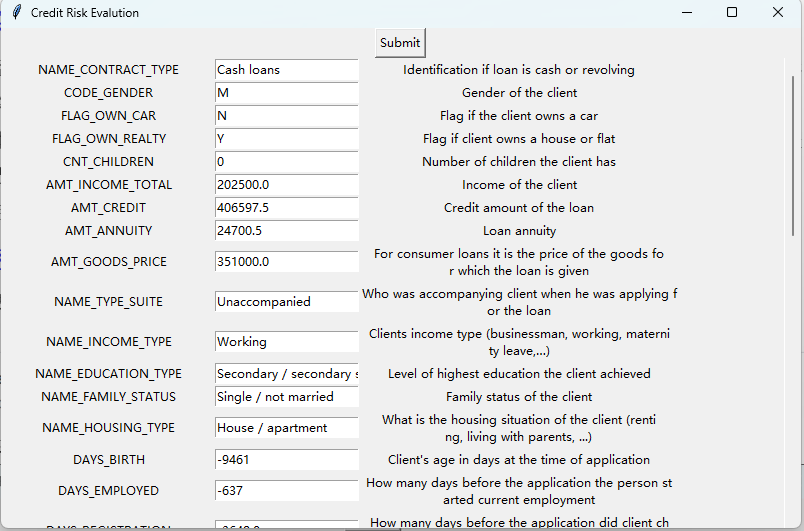 Credit Risk Evalution
Submit
NAME_CONTRACT_TYPE Cash loans Identification if loan is cash or revolving
CODE_GENDER M Gender of the client
FLAG_OWN_CAR N Flag if the client owns a car
FLAG_OWN_REALTY Y Flag if client owns a house or flat
CNT_CHILDREN 0 Number of children the client has
AMT_INCOME_TOTAL 202500.0 Income of the client
AMT_CREDIT 406597.5 Credit amount of the loan
AMT_ANNUITY 24700.5 Loan annuity
AMT_GOODS_PRICE 351000.0 For consumer loans it is the price of the goods fo
r which the loan is given
NAME_TYPE_SUITE Unaccompanied Who was accompanying client when he was applying f
or the loan
NAME_INCOME_TYPE Working Clients income type (businessman, working, materni
ty leave,...)
NAME_EDUCATION_TYPE Secondary / secondary s Level of highest education the client achieved
NAME_FAMILY_STATUS Single / not married Family status of the client
NAME_HOUSING_TYPE House / apartment What is the housing situation of the client (renti
ng, living with parents, ...)
DAYS_BIRTH -9461 Client's age in days at the time of application
DAYS_EMPLOYED -637 How many days before the application the person st
arted current employment
DAYS_REGISTRATION -3648.0 How many days before the application did client ch